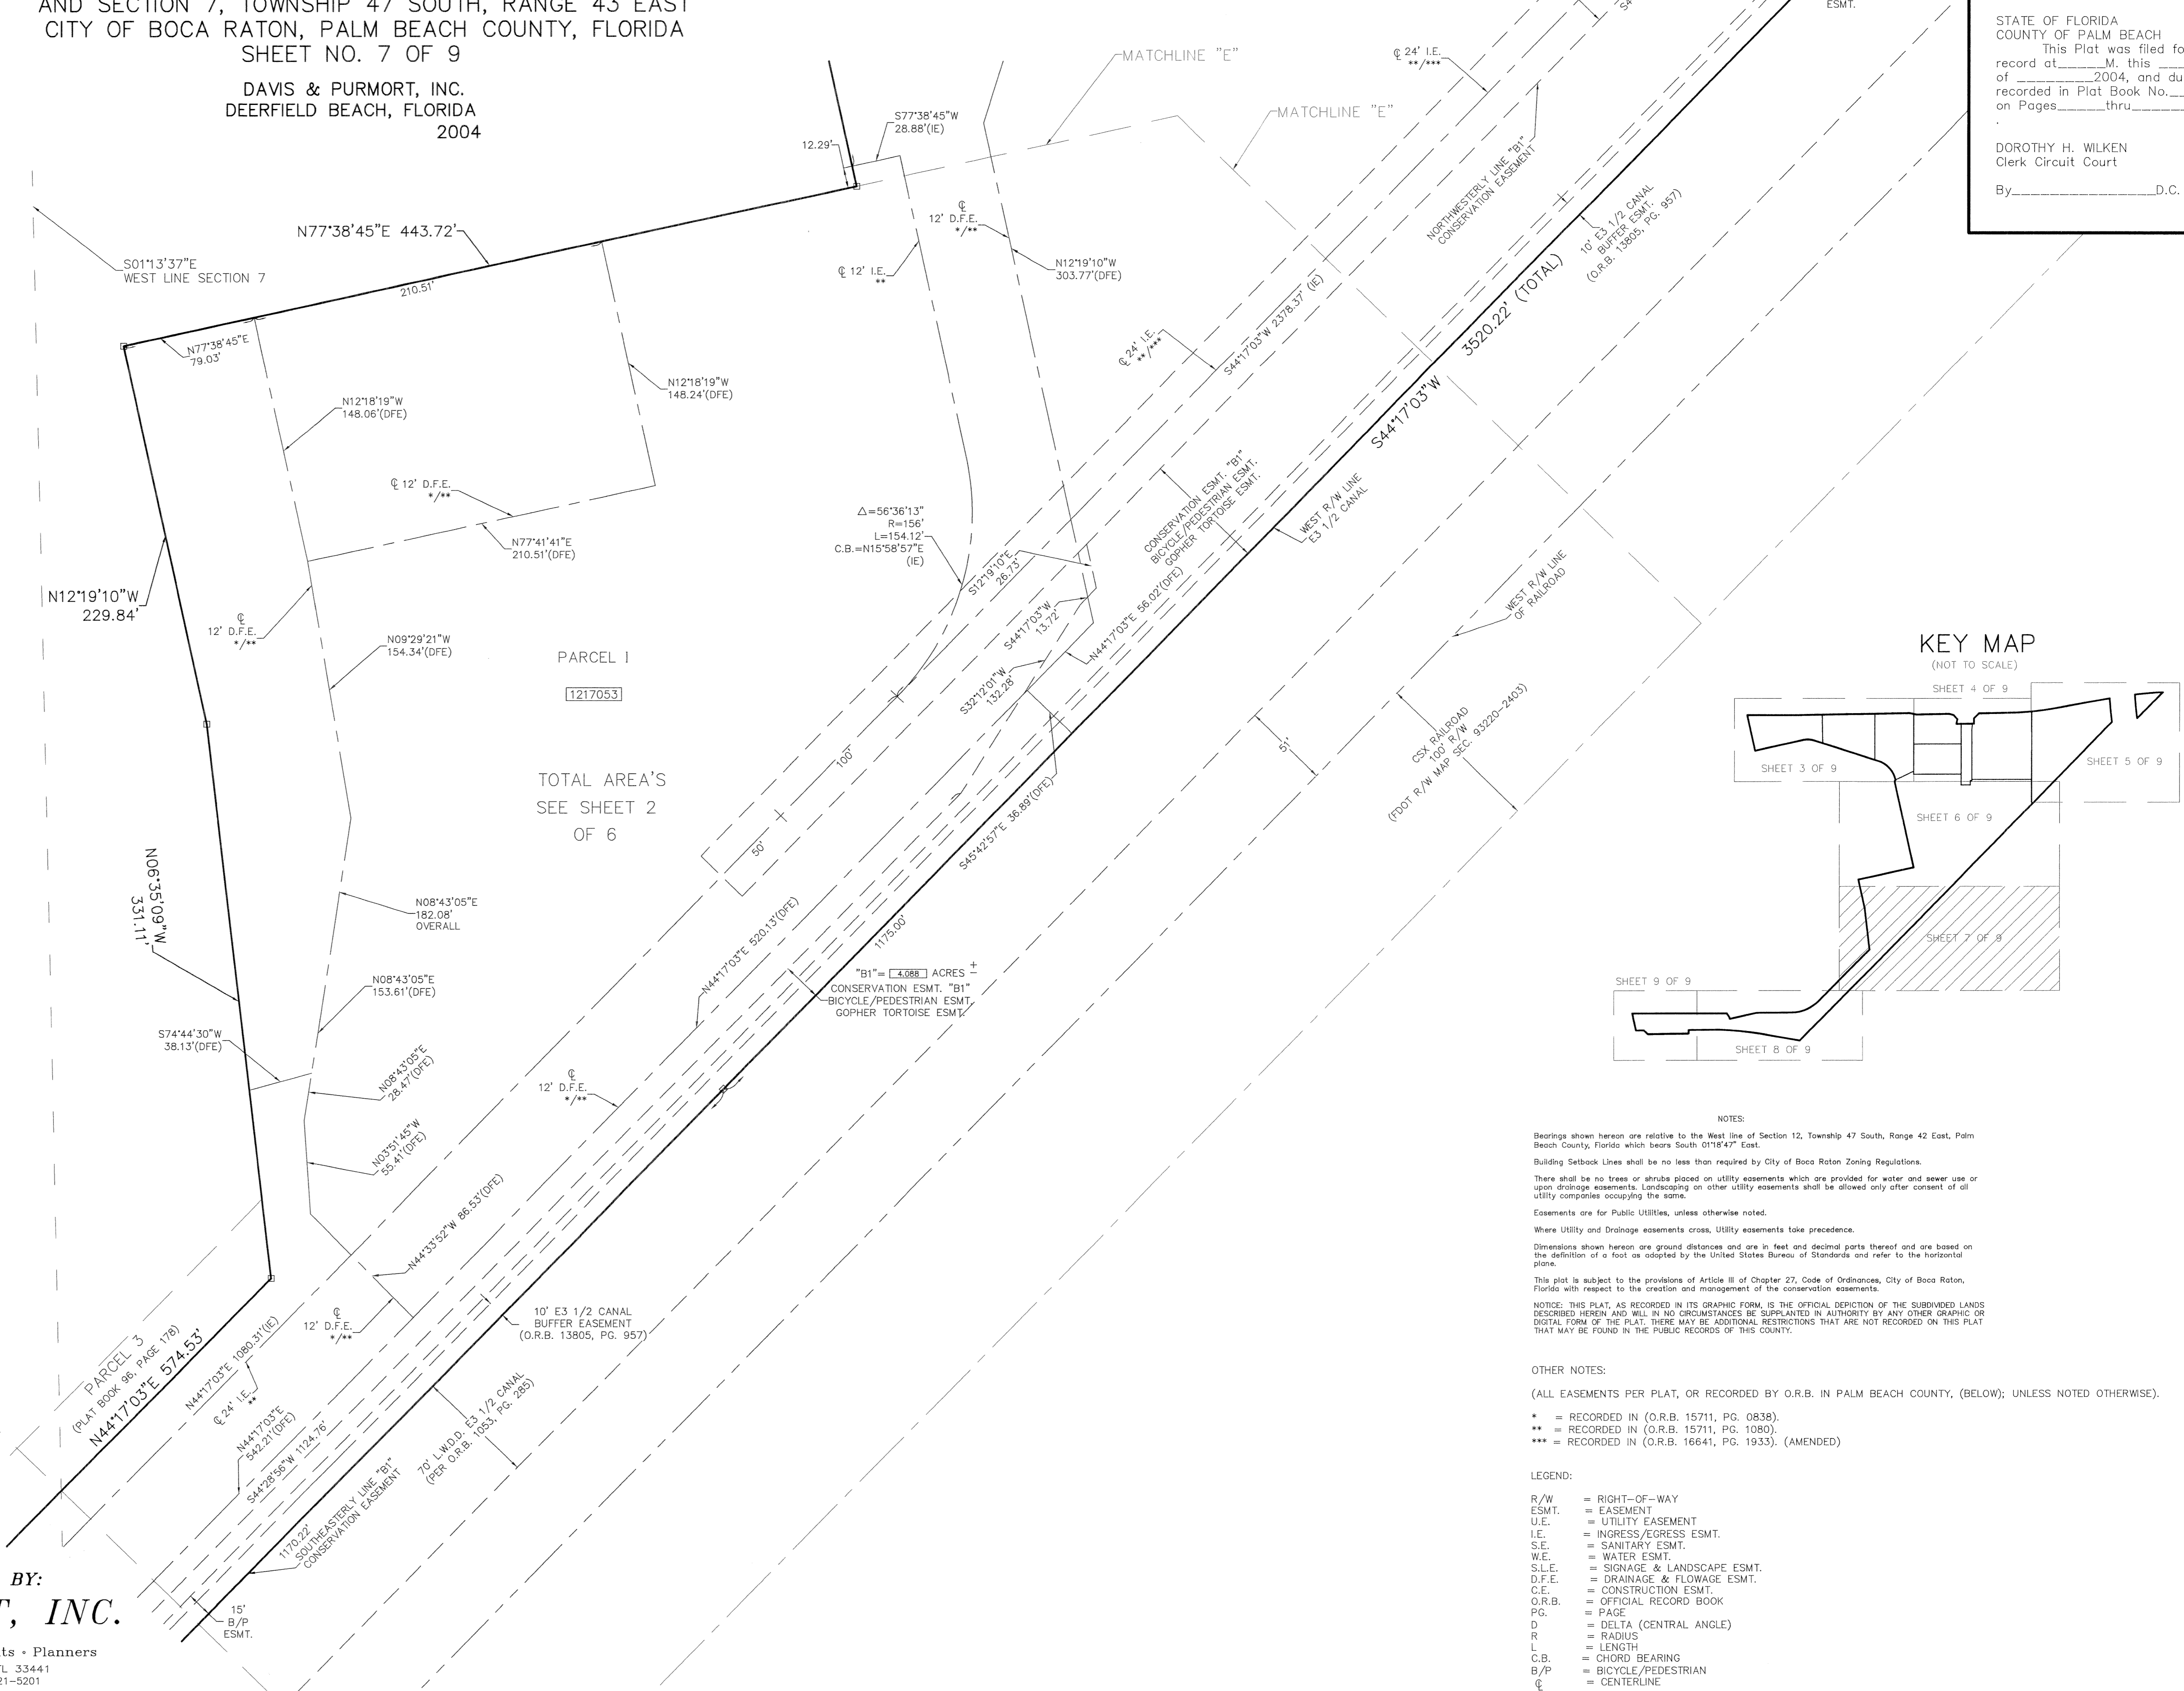 AND SECTION 7, TOWNSHIP 47 SOUTH, RANGE 43 EAST
CITY OF BOCA RATON, PALM BEACH COUNTY, FLORIDA
SHEET NO. 7 OF 9
DAVIS & PURMORT, INC.
DEERFIELD BEACH, FLORIDA
2004
ESMT.
STATE OF FLORIDA
COUNTY OF PALM BEACH
This Plat was filed fo
record at_____M. this ___
of ________2004, and du
recorded in Plat Book No.__
on Pages_____thru______
.
DOROTHY H. WILKEN
Clerk Circuit Court
By_______________D.C.
MATCHLINE "E"
MATCHLINE "E"
℄ 24' I.E.
**/***
S77°38'45"W
28.88'(IE)
12.29'
N77°38'45"E 443.72'
S01°13'37"E
WEST LINE SECTION 7
210.51'
N77°38'45"E
79.03'
℄
12' D.F.E.
*/**
℄ 12' I.E.
**
N12°19'10"W
303.77'(DFE)
NORTHWESTERLY LINE "B1"
CONSERVATION EASEMENT
10' E3 1/2 CANAL
BUFFER ESMT.
(O.R.B. 13805, PG. 957)
S44°17'03"W 2378.37' (IE)
℄ 24' I.E.
**/***
3520.22' (TOTAL)
S44°17'03"W
N12°18'19"W
148.06'(DFE)
N12°18'19"W
148.24'(DFE)
℄ 12' D.F.E.
*/**
N77°41'41"E
210.51'(DFE)
△=56°36'13"
R=156'
L=154.12'
C.B.=N15°58'57"E
(IE)
CONSERVATION ESMT. "B1"
BICYCLE/PEDESTRIAN ESMT.
GOPHER TORTOISE ESMT.
WEST R/W LINE
E3 1/2 CANAL
WEST R/W LINE
OF RAILROAD
S12°19'10"E
26.73'
S44°17'03"W
13.72'
N44°17'03"E 56.02'(DFE)
S32°12'01"W
132.28'
N12°19'10"W
229.84'
℄
12' D.F.E.
*/**
N09°29'21"W
154.34'(DFE)
PARCEL 1
1217053
TOTAL AREA'S
SEE SHEET 2
OF 6
100'
50'
51'
CSX RAILROAD
100' R/W
(FDOT R/W MAP SEC. 93220-2403)
S45°42'57"E 36.89'(DFE)
N06°35'09"W
331.11'
N08°43'05"E
182.08'
OVERALL
N08°43'05"E
153.61'(DFE)
N44°17'03"E 520.13'(DFE)
1175.00'
"B1"= 4.088 ACRES ±
CONSERVATION ESMT. "B1"
BICYCLE/PEDESTRIAN ESMT.
GOPHER TORTOISE ESMT.
S74°44'30"W
38.13'(DFE)
N08°43'05"E
28.47'(DFE)
N03°51'45"W
55.41'(DFE)
℄
12' D.F.E.
*/**
N44°33'52"W 86.53'(DFE)
℄
12' D.F.E.
*/**
10' E3 1/2 CANAL
BUFFER EASEMENT
(O.R.B. 13805, PG. 957)
PARCEL 3
(PLAT BOOK 96, PAGE 178)
N44°17'03"E 574.53'
N44°17'03"E 1080.31'(IE)
℄ 24' I.E.
**
N44°17'03"E
542.21'(DFE)
S44°28'56"W 1124.76'
70' L.W.D.D. E3 1/2 CANAL
(PER O.R.B. 1053, PG. 285)
1170.22'
SOUTHEASTERLY LINE "B1"
CONSERVATION EASEMENT
15'
B/P
ESMT.
BY:
T, INC.
ts ∘ Planners
L 33441
21-5201
KEY MAP
(NOT TO SCALE)
SHEET 4 OF 9
SHEET 3 OF 9
SHEET 5 OF 9
SHEET 6 OF 9
SHEET 7 OF 9
SHEET 9 OF 9
SHEET 8 OF 9
NOTES:
Bearings shown hereon are relative to the West line of Section 12, Township 47 South, Range 42 East, Palm
Beach County, Florida which bears South 01°18'47" East.
Building Setback Lines shall be no less than required by City of Boca Raton Zoning Regulations.
There shall be no trees or shrubs placed on utility easements which are provided for water and sewer use or
upon drainage easements. Landscaping on other utility easements shall be allowed only after consent of all
utility companies occupying the same.
Easements are for Public Utilities, unless otherwise noted.
Where Utility and Drainage easements cross, Utility easements take precedence.
Dimensions shown hereon are ground distances and are in feet and decimal parts thereof and are based on
the definition of a foot as adopted by the United States Bureau of Standards and refer to the horizontal
plane.
This plat is subject to the provisions of Article III of Chapter 27, Code of Ordinances, City of Boca Raton,
Florida with respect to the creation and management of the conservation easements.
NOTICE: THIS PLAT, AS RECORDED IN ITS GRAPHIC FORM, IS THE OFFICIAL DEPICTION OF THE SUBDIVIDED LANDS
DESCRIBED HEREIN AND WILL IN NO CIRCUMSTANCES BE SUPPLANTED IN AUTHORITY BY ANY OTHER GRAPHIC OR
DIGITAL FORM OF THE PLAT. THERE MAY BE ADDITIONAL RESTRICTIONS THAT ARE NOT RECORDED ON THIS PLAT
THAT MAY BE FOUND IN THE PUBLIC RECORDS OF THIS COUNTY.
OTHER NOTES:
(ALL EASEMENTS PER PLAT, OR RECORDED BY O.R.B. IN PALM BEACH COUNTY, (BELOW); UNLESS NOTED OTHERWISE).
* = RECORDED IN (O.R.B. 15711, PG. 0838).
** = RECORDED IN (O.R.B. 15711, PG. 1080).
*** = RECORDED IN (O.R.B. 16641, PG. 1933). (AMENDED)
LEGEND:
R/W = RIGHT-OF-WAY
ESMT. = EASEMENT
U.E. = UTILITY EASEMENT
I.E. = INGRESS/EGRESS ESMT.
S.E. = SANITARY ESMT.
W.E. = WATER ESMT.
S.L.E. = SIGNAGE & LANDSCAPE ESMT.
D.F.E. = DRAINAGE & FLOWAGE ESMT.
C.E. = CONSTRUCTION ESMT.
O.R.B. = OFFICIAL RECORD BOOK
PG. = PAGE
D = DELTA (CENTRAL ANGLE)
R = RADIUS
L = LENGTH
C.B. = CHORD BEARING
B/P = BICYCLE/PEDESTRIAN
℄ = CENTERLINE